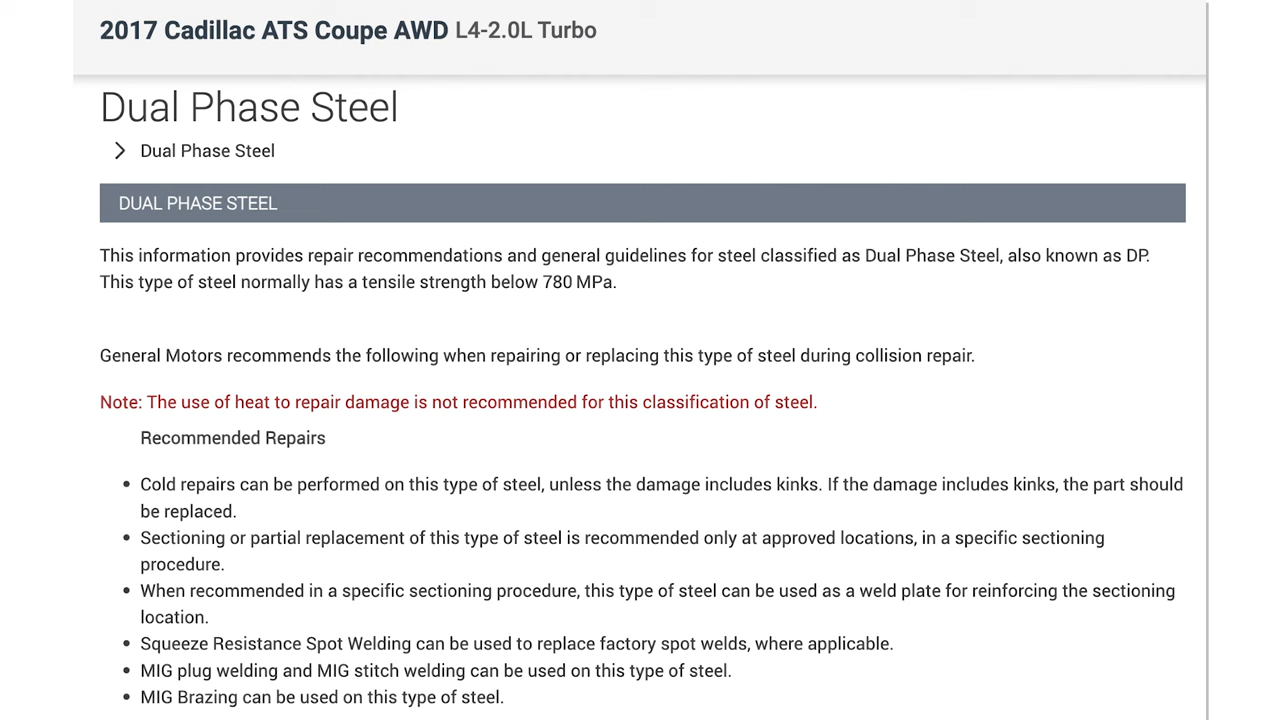 2017 Cadillac ATS Coupe AWD L4-2.0L Turbo
Dual Phase Steel
Dual Phase Steel
DUAL PHASE STEEL
This information provides repair recommendations and general guidelines for steel classified as Dual Phase Steel, also known as DP.
This type of steel normally has a tensile strength below 780 MPa.
General Motors recommends the following when repairing or replacing this type of steel during collision repair.
Note: The use of heat to repair damage is not recommended for this classification of steel.
Recommended Repairs
• Cold repairs can be performed on this type of steel, unless the damage includes kinks. If the damage includes kinks, the part should
be replaced.
• Sectioning or partial replacement of this type of steel is recommended only at approved locations, in a specific sectioning
procedure.
• When recommended in a specific sectioning procedure, this type of steel can be used as a weld plate for reinforcing the sectioning
location.
• Squeeze Resistance Spot Welding can be used to replace factory spot welds, where applicable.
• MIG plug welding and MIG stitch welding can be used on this type of steel.
• MIG Brazing can be used on this type of steel.